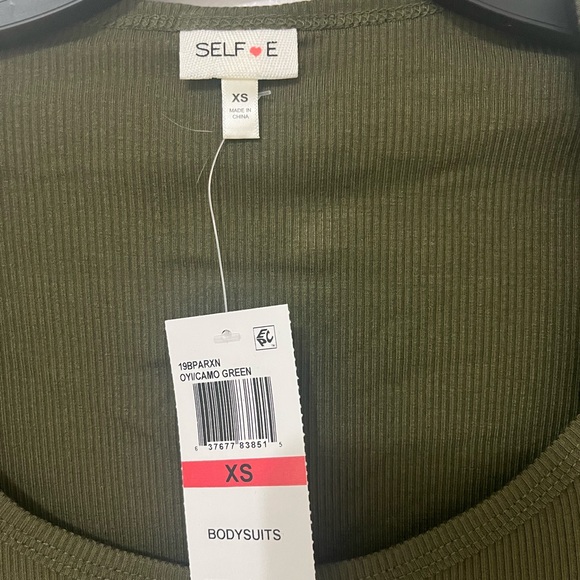 SELF♥E
XS
MADE IN
CHINA
19BPARXN
OYI/CAMO GREEN
6 37677 83851 5
XS
BODYSUITS